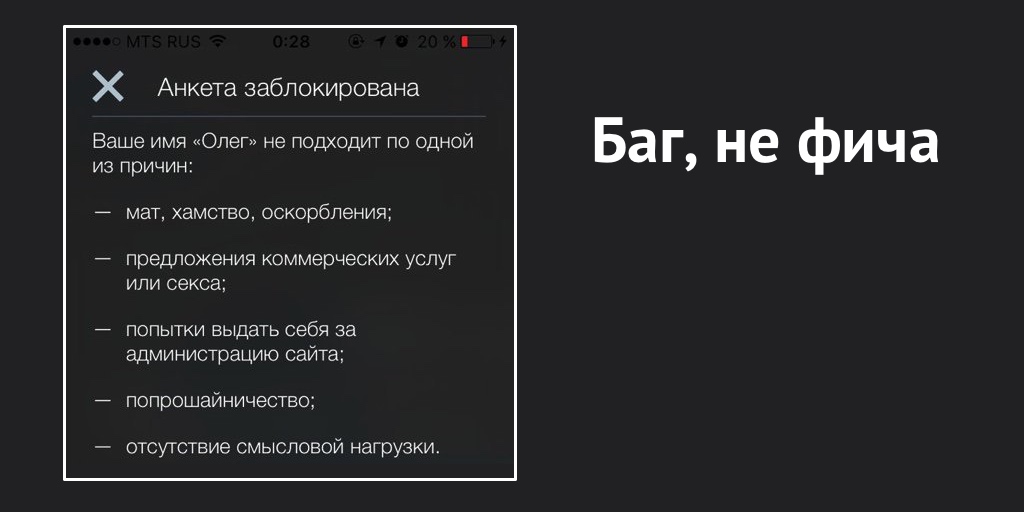 MTS RUS 0:28 20 %
Анкета заблокирована
Ваше имя «Олег» не подходит по одной
из причин:
— мат, хамство, оскорбления;
— предложения коммерческих услуг
или секса;
— попытки выдать себя за
администрацию сайта;
— попрошайничество;
— отсутствие смысловой нагрузки.
Баг, не фича